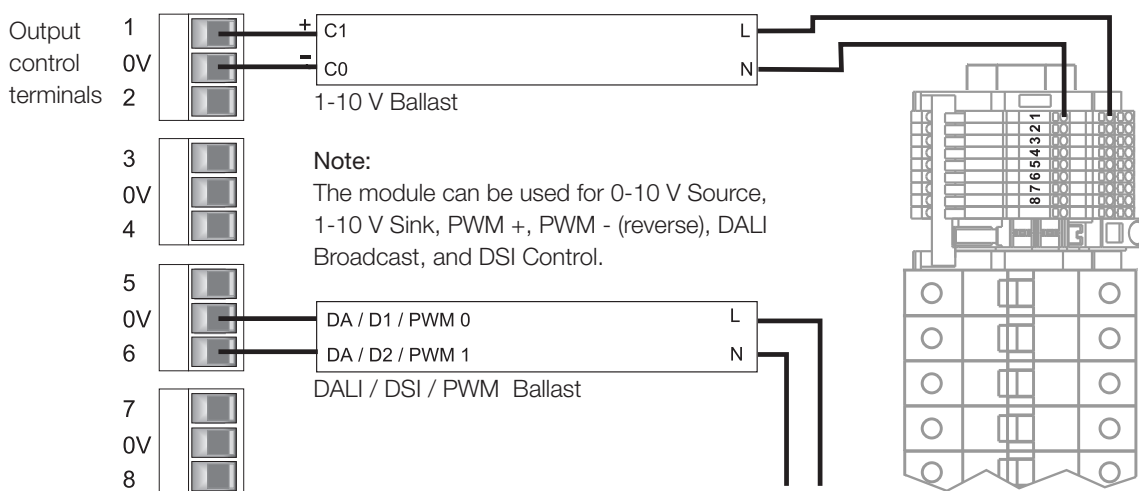 Output
control
terminals
1
0V
2
+ C1
- C0
L
N
1-10 V Ballast
3
0V
4
Note:
The module can be used for 0-10 V Source,
1-10 V Sink, PWM +, PWM - (reverse), DALI
Broadcast, and DSI Control.
5
0V
6
DA / D1 / PWM 0
DA / D2 / PWM 1
L
N
DALI / DSI / PWM Ballast
7
0V
8
87654321